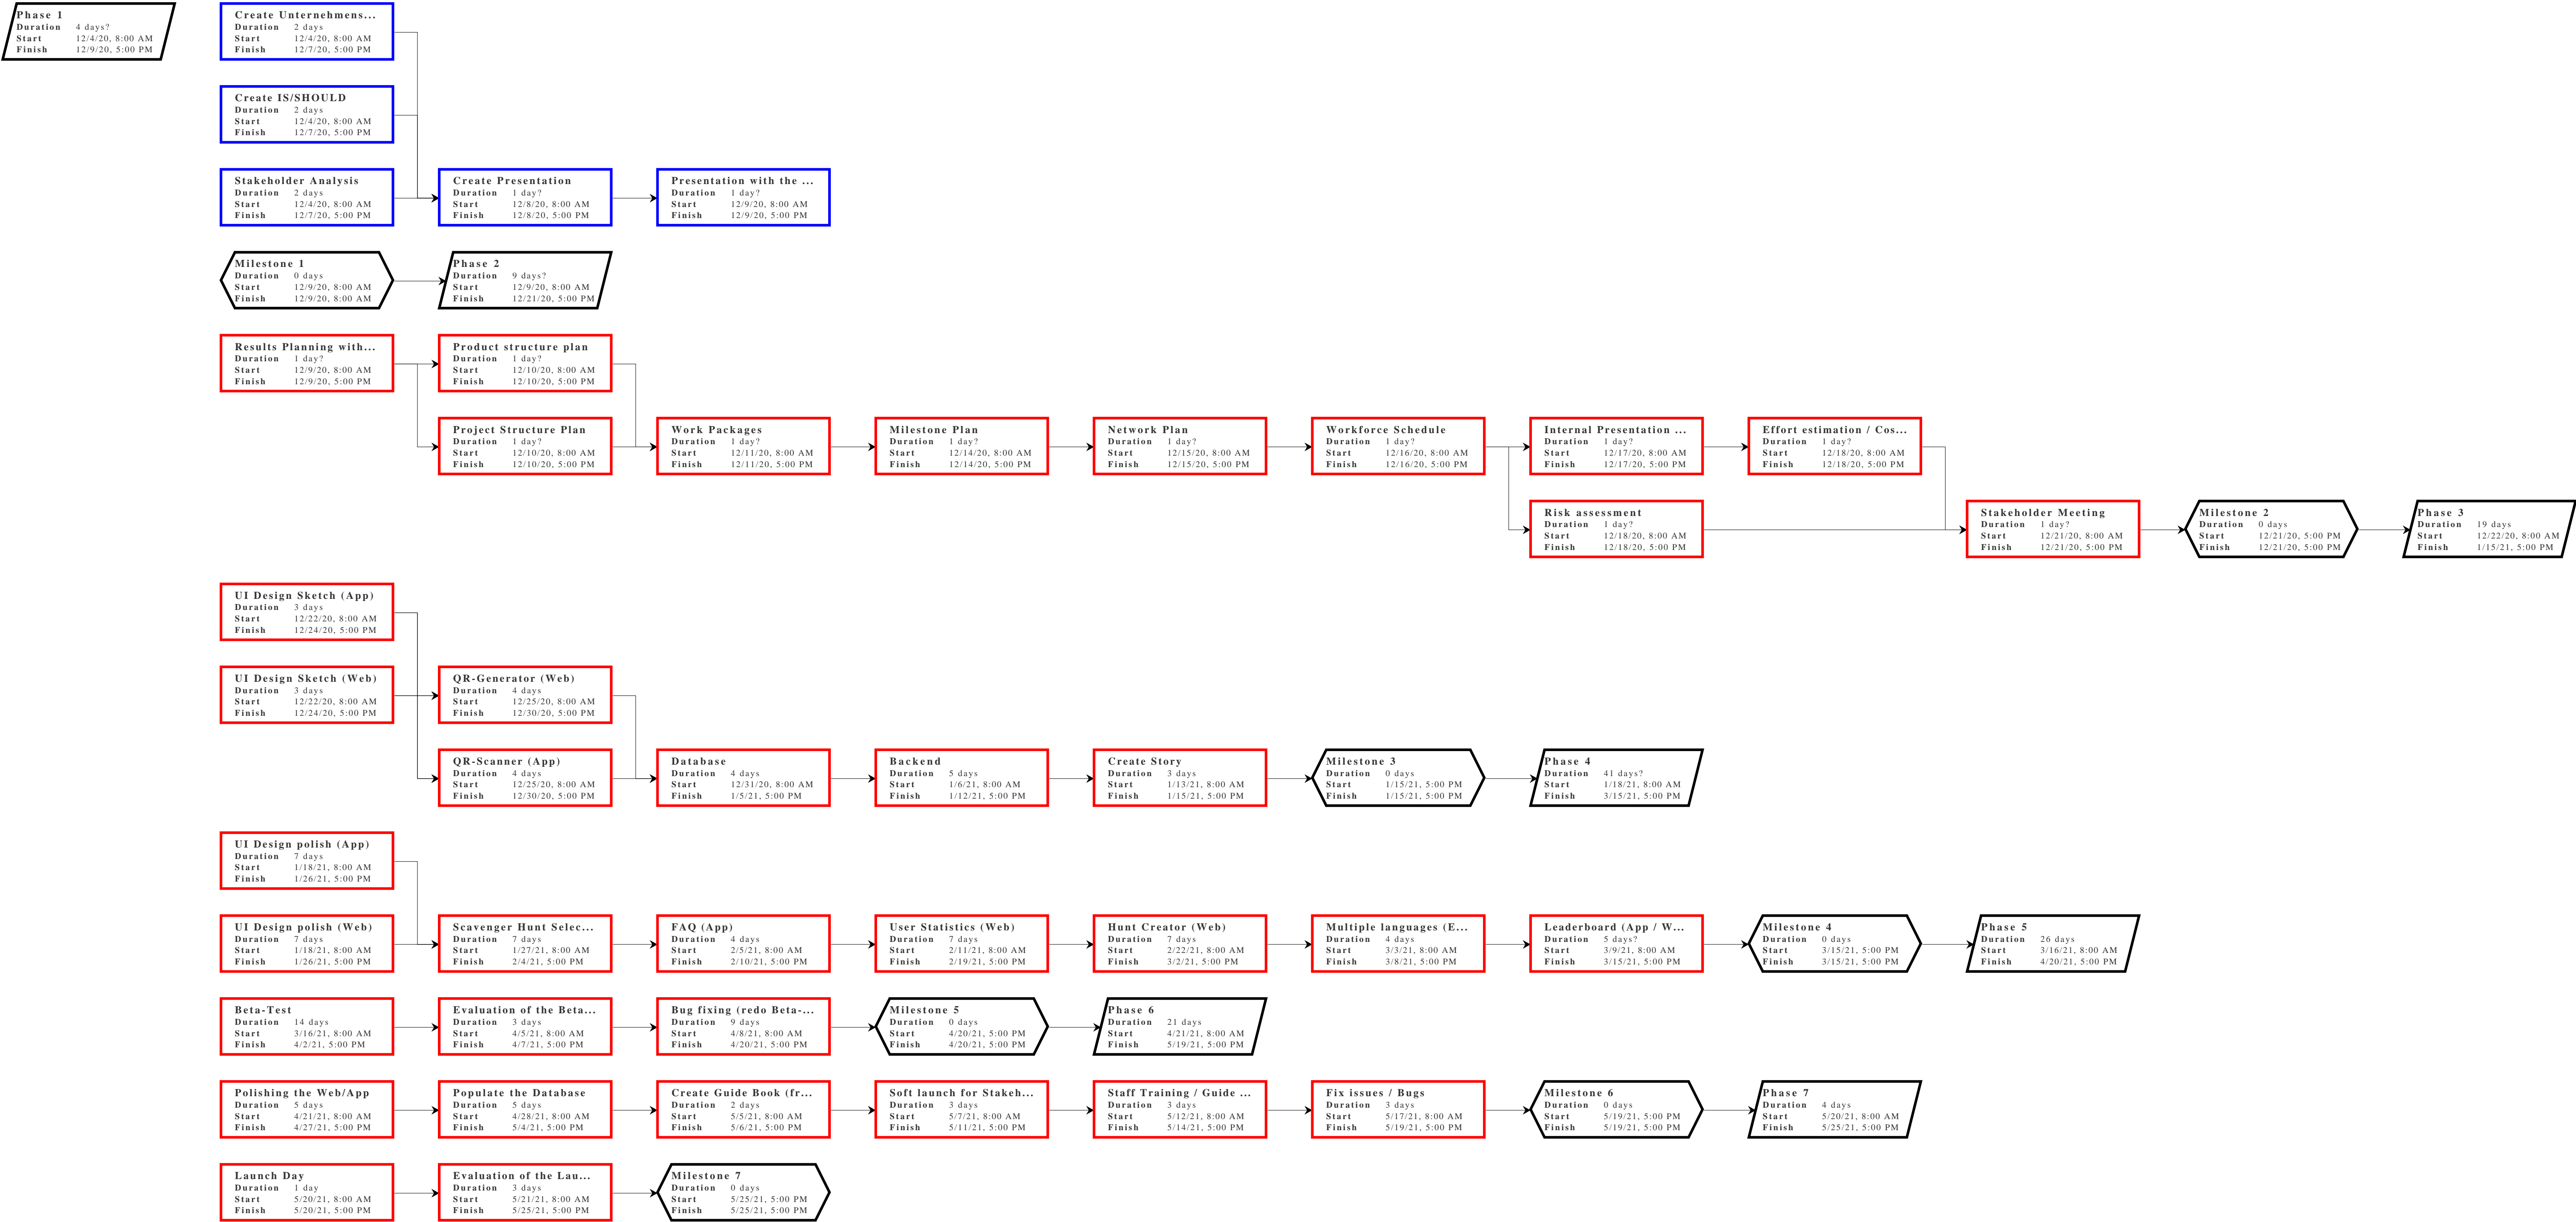 Phase 1
Duration 4 days?
Start 12/4/20, 8:00 AM
Finish 12/9/20, 5:00 PM
Create Unternehmens...
Duration 2 days
Start 12/4/20, 8:00 AM
Finish 12/7/20, 5:00 PM
Create IS/SHOULD
Duration 2 days
Start 12/4/20, 8:00 AM
Finish 12/7/20, 5:00 PM
Stakeholder Analysis
Duration 2 days
Start 12/4/20, 8:00 AM
Finish 12/7/20, 5:00 PM
Create Presentation
Duration 1 day?
Start 12/8/20, 8:00 AM
Finish 12/8/20, 5:00 PM
Presentation with the ...
Duration 1 day?
Start 12/9/20, 8:00 AM
Finish 12/9/20, 5:00 PM
Milestone 1
Duration 0 days
Start 12/9/20, 8:00 AM
Finish 12/9/20, 8:00 AM
Phase 2
Duration 9 days?
Start 12/9/20, 8:00 AM
Finish 12/21/20, 5:00 PM
Results Planning with...
Duration 1 day?
Start 12/9/20, 8:00 AM
Finish 12/9/20, 5:00 PM
Product structure plan
Duration 1 day?
Start 12/10/20, 8:00 AM
Finish 12/10/20, 5:00 PM
Project Structure Plan
Duration 1 day?
Start 12/10/20, 8:00 AM
Finish 12/10/20, 5:00 PM
Work Packages
Duration 1 day?
Start 12/11/20, 8:00 AM
Finish 12/11/20, 5:00 PM
Milestone Plan
Duration 1 day?
Start 12/14/20, 8:00 AM
Finish 12/14/20, 5:00 PM
Network Plan
Duration 1 day?
Start 12/15/20, 8:00 AM
Finish 12/15/20, 5:00 PM
Workforce Schedule
Duration 1 day?
Start 12/16/20, 8:00 AM
Finish 12/16/20, 5:00 PM
Internal Presentation ...
Duration 1 day?
Start 12/17/20, 8:00 AM
Finish 12/17/20, 5:00 PM
Effort estimation / Cos...
Duration 1 day?
Start 12/18/20, 8:00 AM
Finish 12/18/20, 5:00 PM
Risk assessment
Duration 1 day?
Start 12/18/20, 8:00 AM
Finish 12/18/20, 5:00 PM
Stakeholder Meeting
Duration 1 day?
Start 12/21/20, 8:00 AM
Finish 12/21/20, 5:00 PM
Milestone 2
Duration 0 days
Start 12/21/20, 5:00 PM
Finish 12/21/20, 5:00 PM
Phase 3
Duration 19 days
Start 12/22/20, 8:00 AM
Finish 1/15/21, 5:00 PM
UI Design Sketch (App)
Duration 3 days
Start 12/22/20, 8:00 AM
Finish 12/24/20, 5:00 PM
UI Design Sketch (Web)
Duration 3 days
Start 12/22/20, 8:00 AM
Finish 12/24/20, 5:00 PM
QR-Generator (Web)
Duration 4 days
Start 12/25/20, 8:00 AM
Finish 12/30/20, 5:00 PM
QR-Scanner (App)
Duration 4 days
Start 12/25/20, 8:00 AM
Finish 12/30/20, 5:00 PM
Database
Duration 4 days
Start 12/31/20, 8:00 AM
Finish 1/5/21, 5:00 PM
Backend
Duration 5 days
Start 1/6/21, 8:00 AM
Finish 1/12/21, 5:00 PM
Create Story
Duration 3 days
Start 1/13/21, 8:00 AM
Finish 1/15/21, 5:00 PM
Milestone 3
Duration 0 days
Start 1/15/21, 5:00 PM
Finish 1/15/21, 5:00 PM
Phase 4
Duration 41 days?
Start 1/18/21, 8:00 AM
Finish 3/15/21, 5:00 PM
UI Design polish (App)
Duration 7 days
Start 1/18/21, 8:00 AM
Finish 1/26/21, 5:00 PM
UI Design polish (Web)
Duration 7 days
Start 1/18/21, 8:00 AM
Finish 1/26/21, 5:00 PM
Scavenger Hunt Selec...
Duration 7 days
Start 1/27/21, 8:00 AM
Finish 2/4/21, 5:00 PM
FAQ (App)
Duration 4 days
Start 2/5/21, 8:00 AM
Finish 2/10/21, 5:00 PM
User Statistics (Web)
Duration 7 days
Start 2/11/21, 8:00 AM
Finish 2/19/21, 5:00 PM
Hunt Creator (Web)
Duration 7 days
Start 2/22/21, 8:00 AM
Finish 3/2/21, 5:00 PM
Multiple languages (E...
Duration 4 days
Start 3/3/21, 8:00 AM
Finish 3/8/21, 5:00 PM
Leaderboard (App / W...
Duration 5 days?
Start 3/9/21, 8:00 AM
Finish 3/15/21, 5:00 PM
Milestone 4
Duration 0 days
Start 3/15/21, 5:00 PM
Finish 3/15/21, 5:00 PM
Phase 5
Duration 26 days
Start 3/16/21, 8:00 AM
Finish 4/20/21, 5:00 PM
Beta-Test
Duration 14 days
Start 3/16/21, 8:00 AM
Finish 4/2/21, 5:00 PM
Evaluation of the Beta...
Duration 3 days
Start 4/5/21, 8:00 AM
Finish 4/7/21, 5:00 PM
Bug fixing (redo Beta-...
Duration 9 days
Start 4/8/21, 8:00 AM
Finish 4/20/21, 5:00 PM
Milestone 5
Duration 0 days
Start 4/20/21, 5:00 PM
Finish 4/20/21, 5:00 PM
Phase 6
Duration 21 days
Start 4/21/21, 8:00 AM
Finish 5/19/21, 5:00 PM
Polishing the Web/App
Duration 5 days
Start 4/21/21, 8:00 AM
Finish 4/27/21, 5:00 PM
Populate the Database
Duration 5 days
Start 4/28/21, 8:00 AM
Finish 5/4/21, 5:00 PM
Create Guide Book (fr...
Duration 2 days
Start 5/5/21, 8:00 AM
Finish 5/6/21, 5:00 PM
Soft launch for Stakeh...
Duration 3 days
Start 5/7/21, 8:00 AM
Finish 5/11/21, 5:00 PM
Staff Training / Guide ...
Duration 3 days
Start 5/12/21, 8:00 AM
Finish 5/14/21, 5:00 PM
Fix issues / Bugs
Duration 3 days
Start 5/17/21, 8:00 AM
Finish 5/19/21, 5:00 PM
Milestone 6
Duration 0 days
Start 5/19/21, 5:00 PM
Finish 5/19/21, 5:00 PM
Phase 7
Duration 4 days
Start 5/20/21, 8:00 AM
Finish 5/25/21, 5:00 PM
Launch Day
Duration 1 day
Start 5/20/21, 8:00 AM
Finish 5/20/21, 5:00 PM
Evaluation of the Lau...
Duration 3 days
Start 5/21/21, 8:00 AM
Finish 5/25/21, 5:00 PM
Milestone 7
Duration 0 days
Start 5/25/21, 5:00 PM
Finish 5/25/21, 5:00 PM